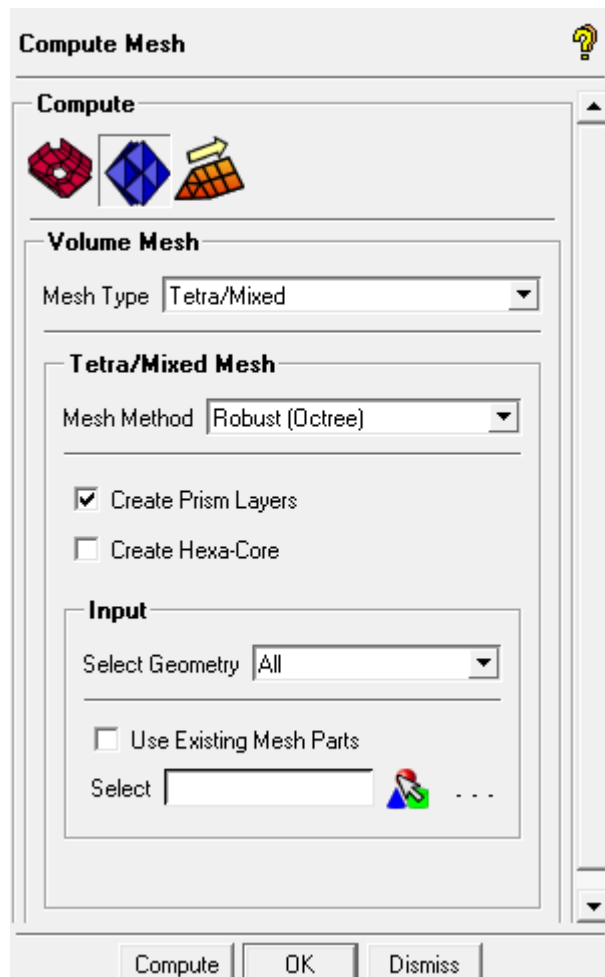 Compute Mesh
Compute
Volume Mesh
Mesh Type Tetra/Mixed
Tetra/Mixed Mesh
Mesh Method Robust (Octree)
Create Prism Layers
Create Hexa-Core
Input
Select Geometry All
Use Existing Mesh Parts
Select . . .
Compute OK Dismiss